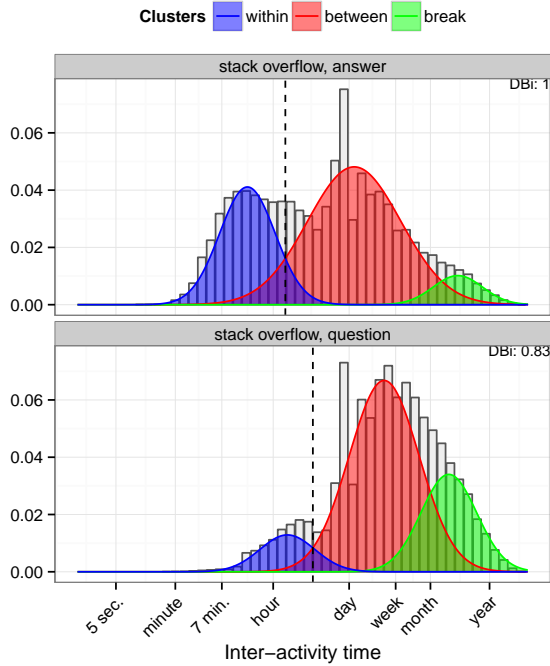 Clusters within between break
stack overflow, answer
DBi: 1
0.06
0.04
0.02
0.00
stack overflow, question
DBi: 0.83
0.06
0.04
0.02
0.00
5 sec. minute 7 min. hour day week month year
Inter−activity time